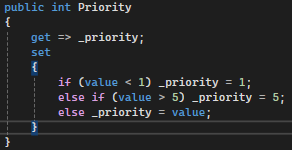 public int Priority
{
    get => _priority;
    set
    {
        if (value < 1) _priority = 1;
        else if (value > 5) _priority = 5;
        else _priority = value;
    }
}